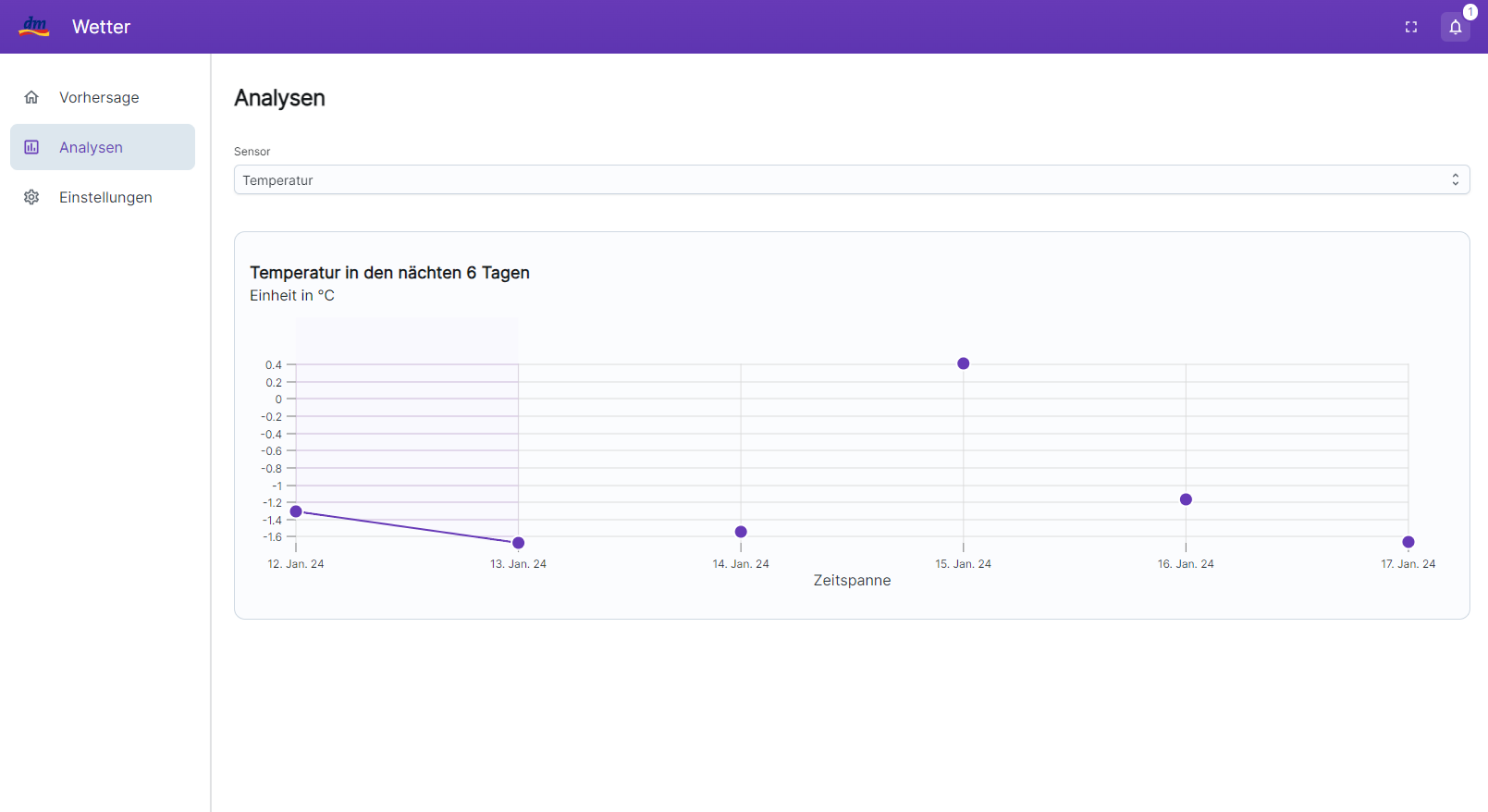 dm
Wetter
1
Vorhersage
Analysen
Einstellungen
Analysen
Sensor
Temperatur
Temperatur in den nächten 6 Tagen
Einheit in °C
0.4
0.2
0
-0.2
-0.4
-0.6
-0.8
-1
-1.2
-1.4
-1.6
12. Jan. 24 13. Jan. 24 14. Jan. 24 15. Jan. 24 16. Jan. 24 17. Jan. 24
Zeitspanne